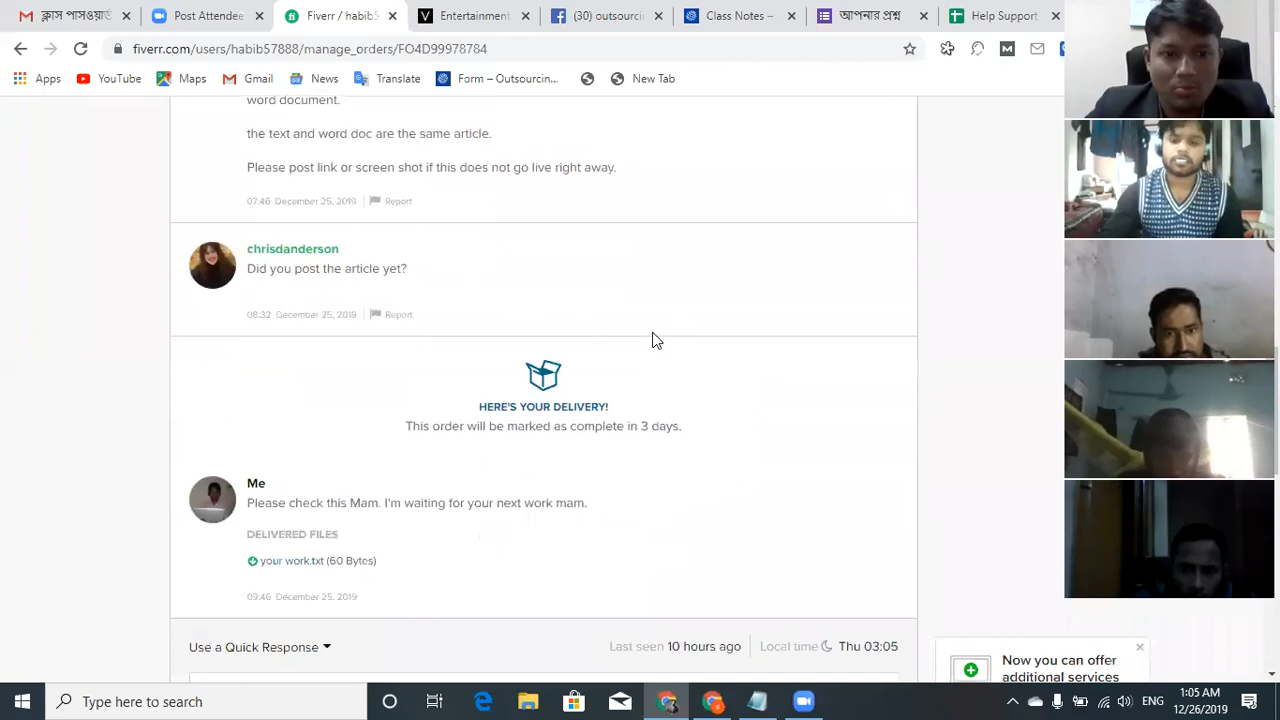 ক্লাস পাসওয়ার্ড
Post Attendee
Fiverr / habib5
Entertainment
(30) outsourcing
Class Notes –
আপনার প্রশ্ন
Help Support
fiverr.com/users/habib57888/manage_orders/FO4D99978784
Apps
YouTube
Maps
Gmail
News
Translate
Form – Outsourcin...
New Tab
word document.
the text and word doc are the same article.
Please post link or screen shot if this does not go live right away.
07:46 December 25, 2019 Report
chrisdanderson
Did you post the article yet?
08:32 December 25, 2019 Report
HERE'S YOUR DELIVERY!
This order will be marked as complete in 3 days.
Me
Please check this Mam. I'm waiting for your next work mam.
DELIVERED FILES
your work.txt (60 Bytes)
09:46 December 25, 2019
Use a Quick Response
Last seen 10 hours ago
Local time Thu 03:05
Now you can offer
additional services
Type here to search
ENG
1:05 AM
12/26/2019